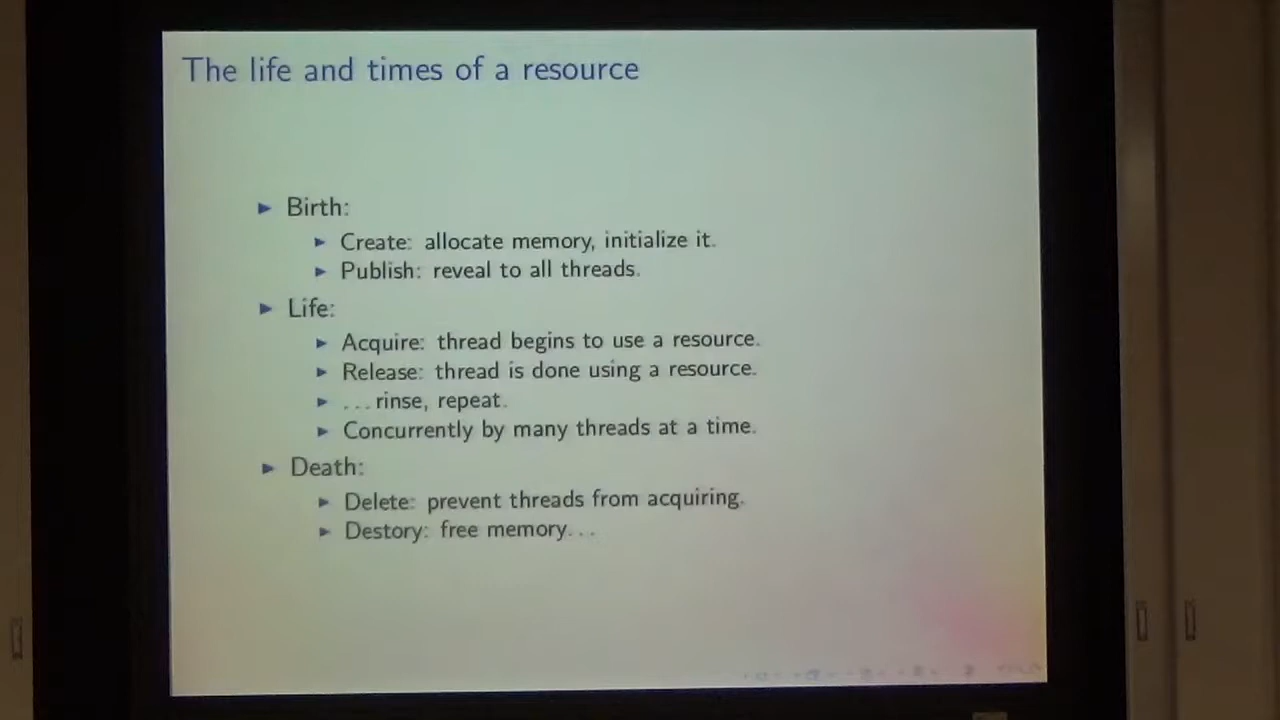 The life and times of a resource
Birth:
Create: allocate memory, initialize it.
Publish: reveal to all threads.
Life:
Acquire: thread begins to use a resource.
Release: thread is done using a resource.
...rinse, repeat.
Concurrently by many threads at a time.
Death:
Delete: prevent threads from acquiring.
Destory: free memory...